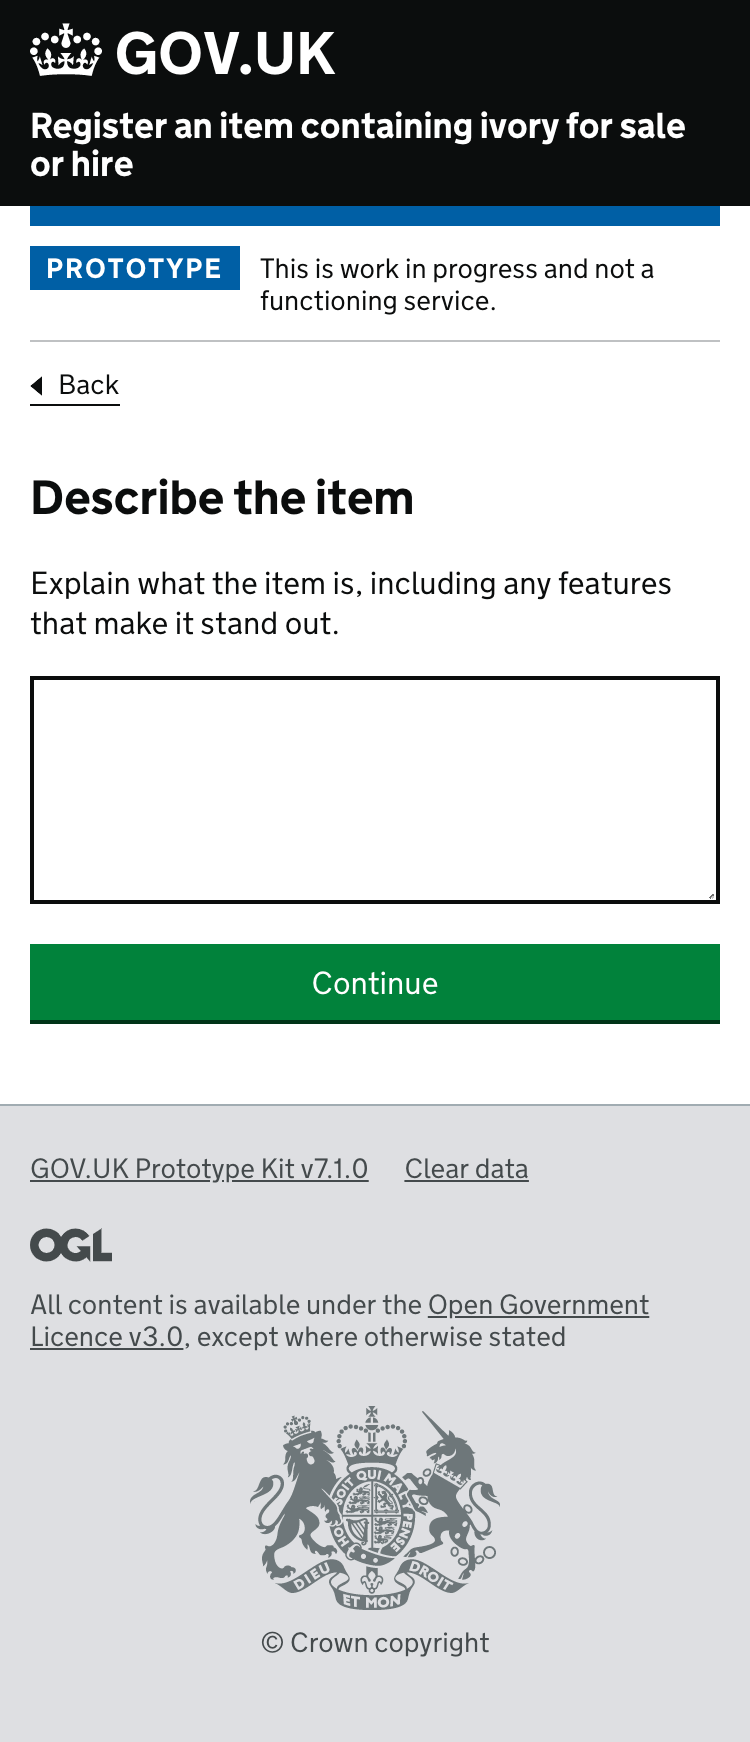 GOV.UK
Register an item containing ivory for sale
or hire
PROTOTYPE
This is work in progress and not a
functioning service.
Back
Describe the item
Explain what the item is, including any features
that make it stand out.
Continue
GOV.UK Prototype Kit v7.1.0 Clear data
OGL
All content is available under the Open Government
Licence v3.0, except where otherwise stated
HON SOIT QUI MAL Y PENSE
DIEU ET MON DROIT
© Crown copyright